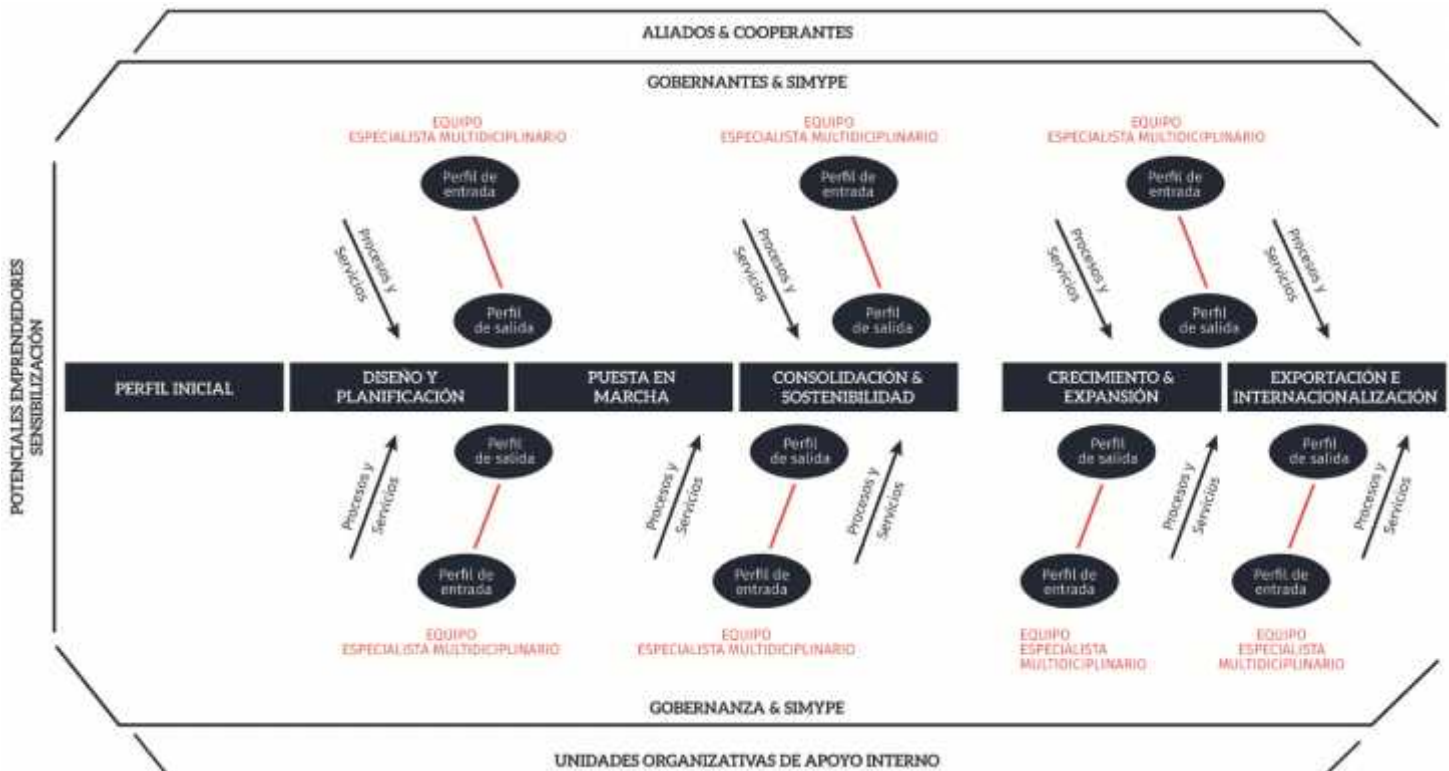 ALIADOS & COOPERANTES
GOBERNANTES & SIMYPE
EQUIPO
ESPECIALISTA MULTIDICIPLINARIO
EQUIPO
ESPECIALISTA MULTIDICIPLINARIO
EQUIPO
ESPECIALISTA MULTIDICIPLINARIO
Perfil de
entrada
Perfil de
entrada
Perfil de
entrada
Procesos y
Servicios
Procesos y
Servicios
Procesos y
Servicios
Procesos y
Servicios
Perfil
de salida
Perfil
de salida
Perfil
de salida
POTENCIALES EMPRENDEDORES
SENSIBILIZACIÓN
PERFIL INICIAL
DISEÑO Y
PLANIFICACIÓN
PUESTA EN
MARCHA
CONSOLIDACIÓN &
SOSTENIBILIDAD
CRECIMIENTO &
EXPANSIÓN
EXPORTACIÓN E
INTERNACIONALIZACIÓN
Perfil
de salida
Perfil
de salida
Perfil
de salida
Perfil
de salida
Procesos y
Servicios
Procesos y
Servicios
Procesos y
Servicios
Procesos y
Servicios
Procesos y
Servicios
Perfil de
entrada
Perfil de
entrada
Perfil de
entrada
Perfil de
entrada
EQUIPO
ESPECIALISTA MULTIDICIPLINARIO
EQUIPO
ESPECIALISTA MULTIDICIPLINARIO
EQUIPO
ESPECIALISTA
MULTIDICIPLINARIO
EQUIPO
ESPECIALISTA
MULTIDICIPLINARIO
GOBERNANZA & SIMYPE
UNIDADES ORGANIZATIVAS DE APOYO INTERNO